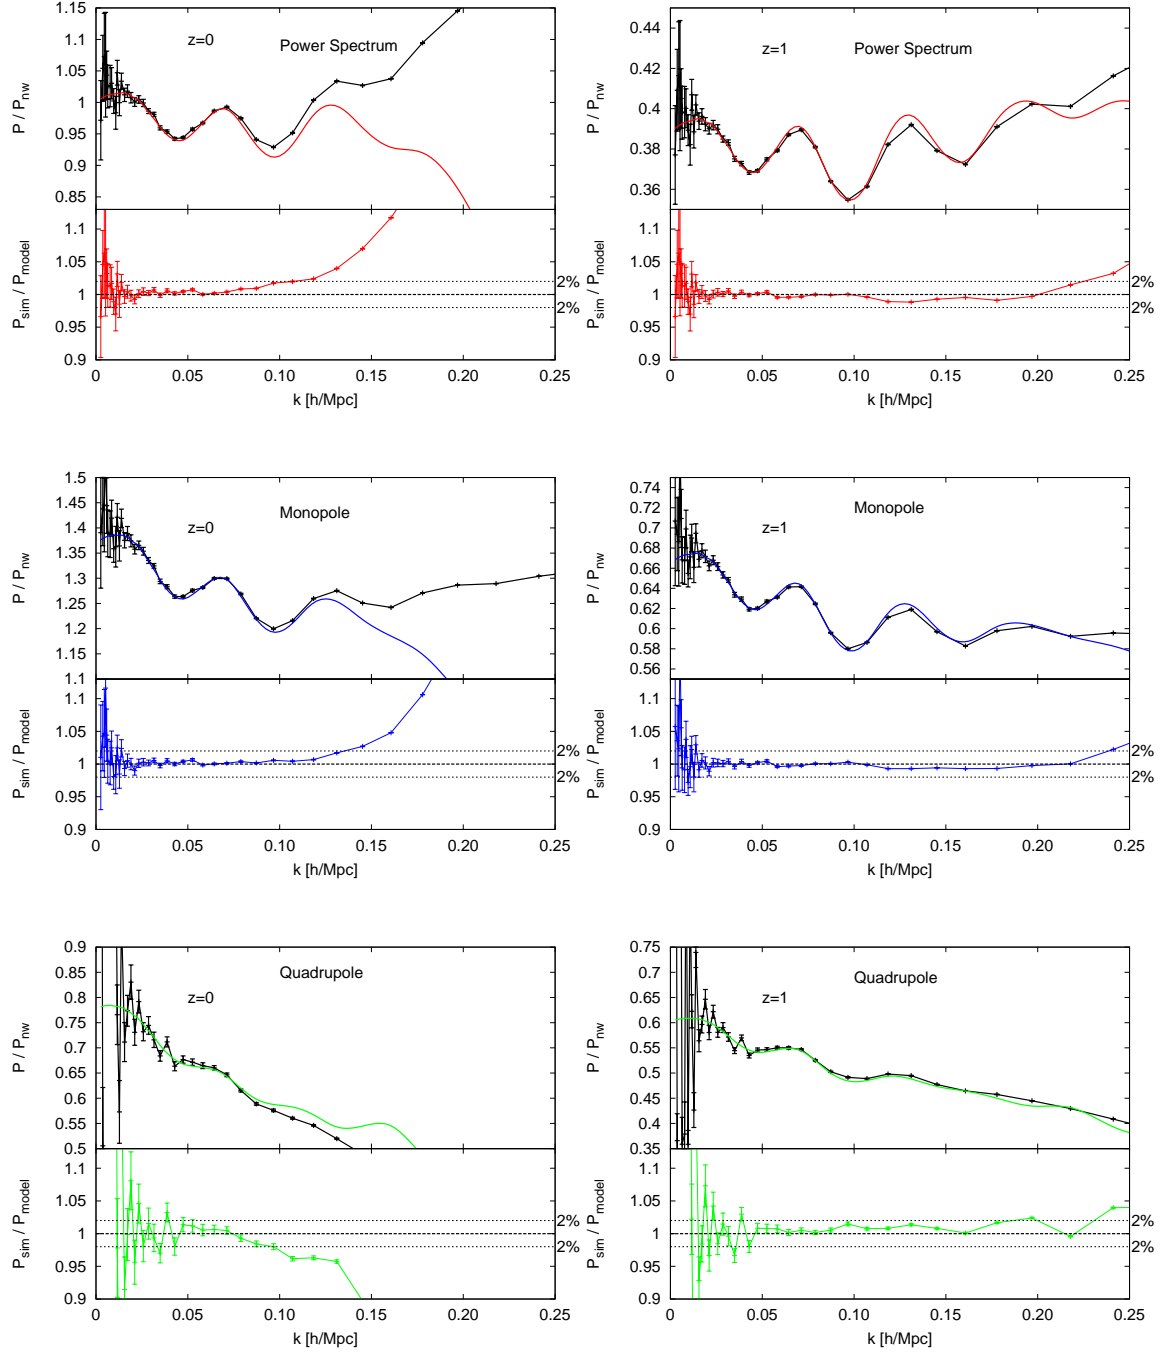 1.15
1.1
1.05
1
0.95
0.9
0.85
P / P_nw
z=0
Power Spectrum
1.1
1.05
1
0.95
0.9
P_sim / P_model
2%
2%
0 0.05 0.10 0.15 0.20 0.25
k [h/Mpc]
0.44
0.42
0.4
0.38
0.36
P / P_nw
z=1
Power Spectrum
1.1
1.05
1
0.95
0.9
P_sim / P_model
2%
2%
0 0.05 0.10 0.15 0.20 0.25
k [h/Mpc]
1.5
1.45
1.4
1.35
1.3
1.25
1.2
1.15
1.1
P / P_nw
z=0
Monopole
1.1
1.05
1
0.95
0.9
P_sim / P_model
2%
2%
0 0.05 0.10 0.15 0.20 0.25
k [h/Mpc]
0.74
0.72
0.7
0.68
0.66
0.64
0.62
0.6
0.58
0.56
P / P_nw
z=1
Monopole
1.1
1.05
1
0.95
0.9
P_sim / P_model
2%
2%
0 0.05 0.10 0.15 0.20 0.25
k [h/Mpc]
0.9
0.85
0.8
0.75
0.7
0.65
0.6
0.55
0.5
P / P_nw
z=0
Quadrupole
1.1
1.05
1
0.95
0.9
P_sim / P_model
2%
2%
0 0.05 0.10 0.15 0.20 0.25
k [h/Mpc]
0.75
0.7
0.65
0.6
0.55
0.5
0.45
0.4
0.35
P / P_nw
z=1
Quadrupole
1.1
1.05
1
0.95
0.9
P_sim / P_model
2%
2%
0 0.05 0.10 0.15 0.20 0.25
k [h/Mpc]